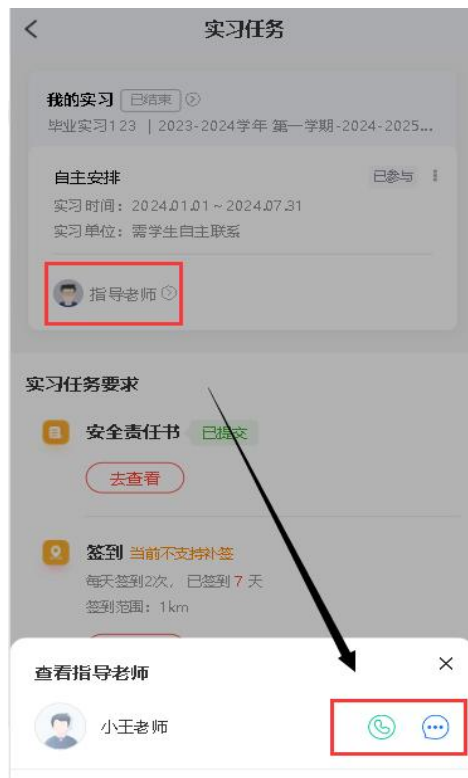 实习任务
我的实习 已结束
毕业实习123 | 2023-2024学年 第一学期-2024-2025...
自主安排 已参与
实习时间：2024.01.01~2024.07.31
实习单位：需学生自主联系
指导老师
实习任务要求
安全责任书 已提交
去查看
签到 当前不支持补签
每天签到2次，已签到 7 天
签到范围：1km
查看指导老师
小王老师